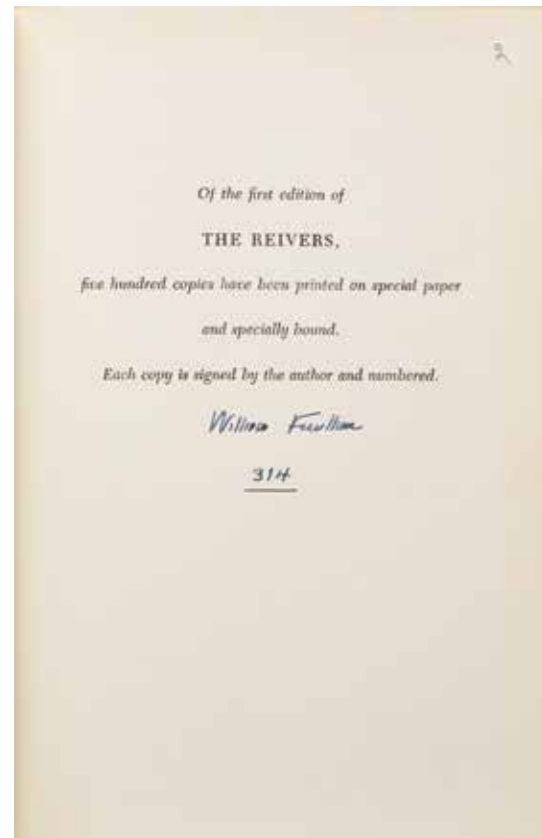 2
Of the first edition of
THE REIVERS,
five hundred copies have been printed on special paper
and specially bound.
Each copy is signed by the author and numbered.
William Faulkner
314